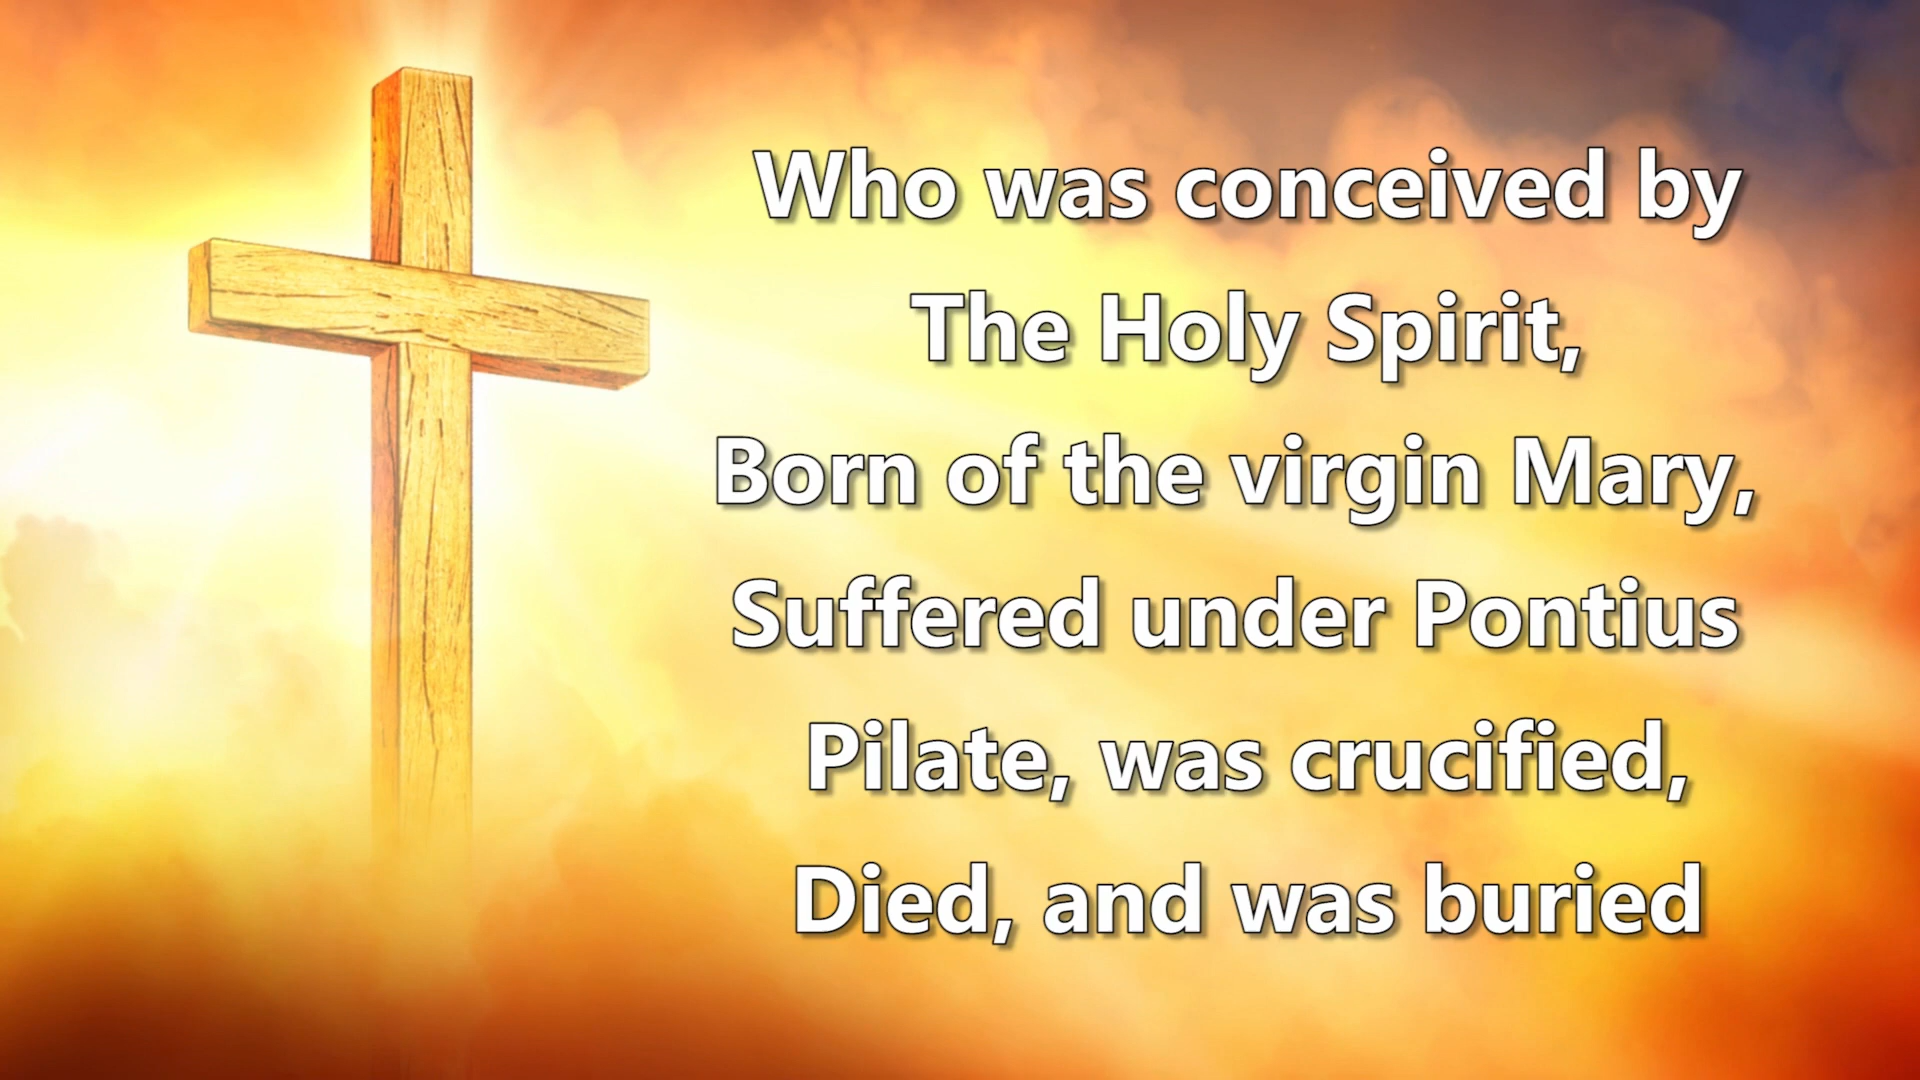 Who was conceived by
The Holy Spirit,
Born of the virgin Mary,
Suffered under Pontius
Pilate, was crucified,
Died, and was buried